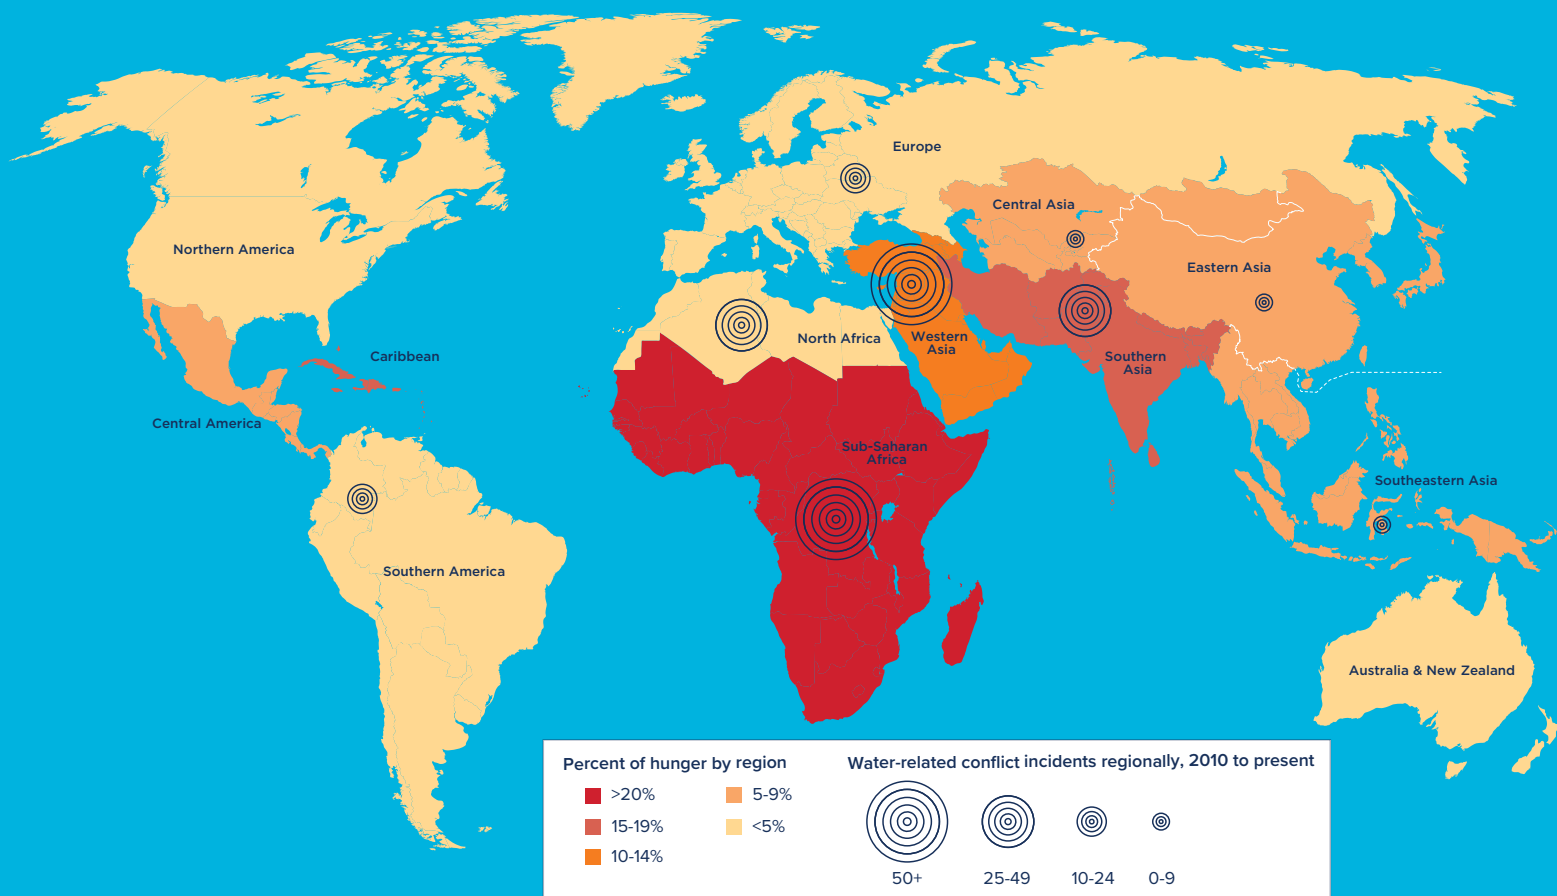 Europe
Central Asia
Northern America
Eastern Asia
North Africa
Western
Asia
Caribbean
Southern
Asia
Central America
Sub-Saharan
Africa
Southeastern Asia
Southern America
Australia & New Zealand
Percent of hunger by region
>20%
5-9%
15-19%
<5%
10-14%
Water-related conflict incidents regionally, 2010 to present
50+
25-49
10-24
0-9